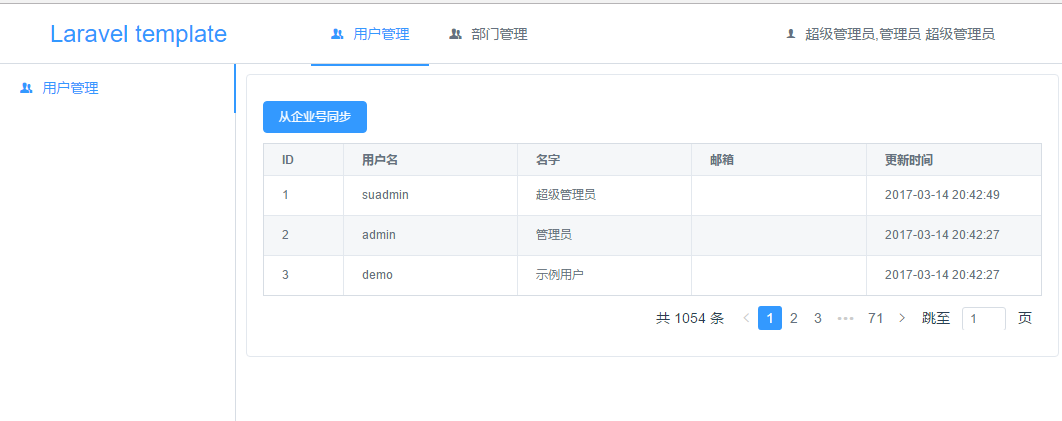 Laravel template
用户管理
部门管理
超级管理员,管理员 超级管理员
用户管理
从企业号同步
ID 用户名 名字 邮箱 更新时间
1 suadmin 超级管理员 2017-03-14 20:42:49
2 admin 管理员 2017-03-14 20:42:27
3 demo 示例用户 2017-03-14 20:42:27
共 1054 条 < 1 2 3 ••• 71 > 跳至 1 页